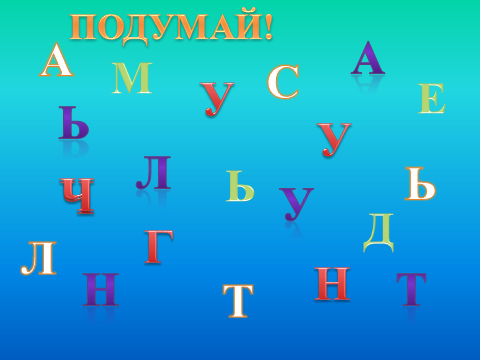 ПОДУМАЙ!
А М У С А Е
Ь У
Ч Л Ь У Ь
Л Г Д
Н Т Н Т